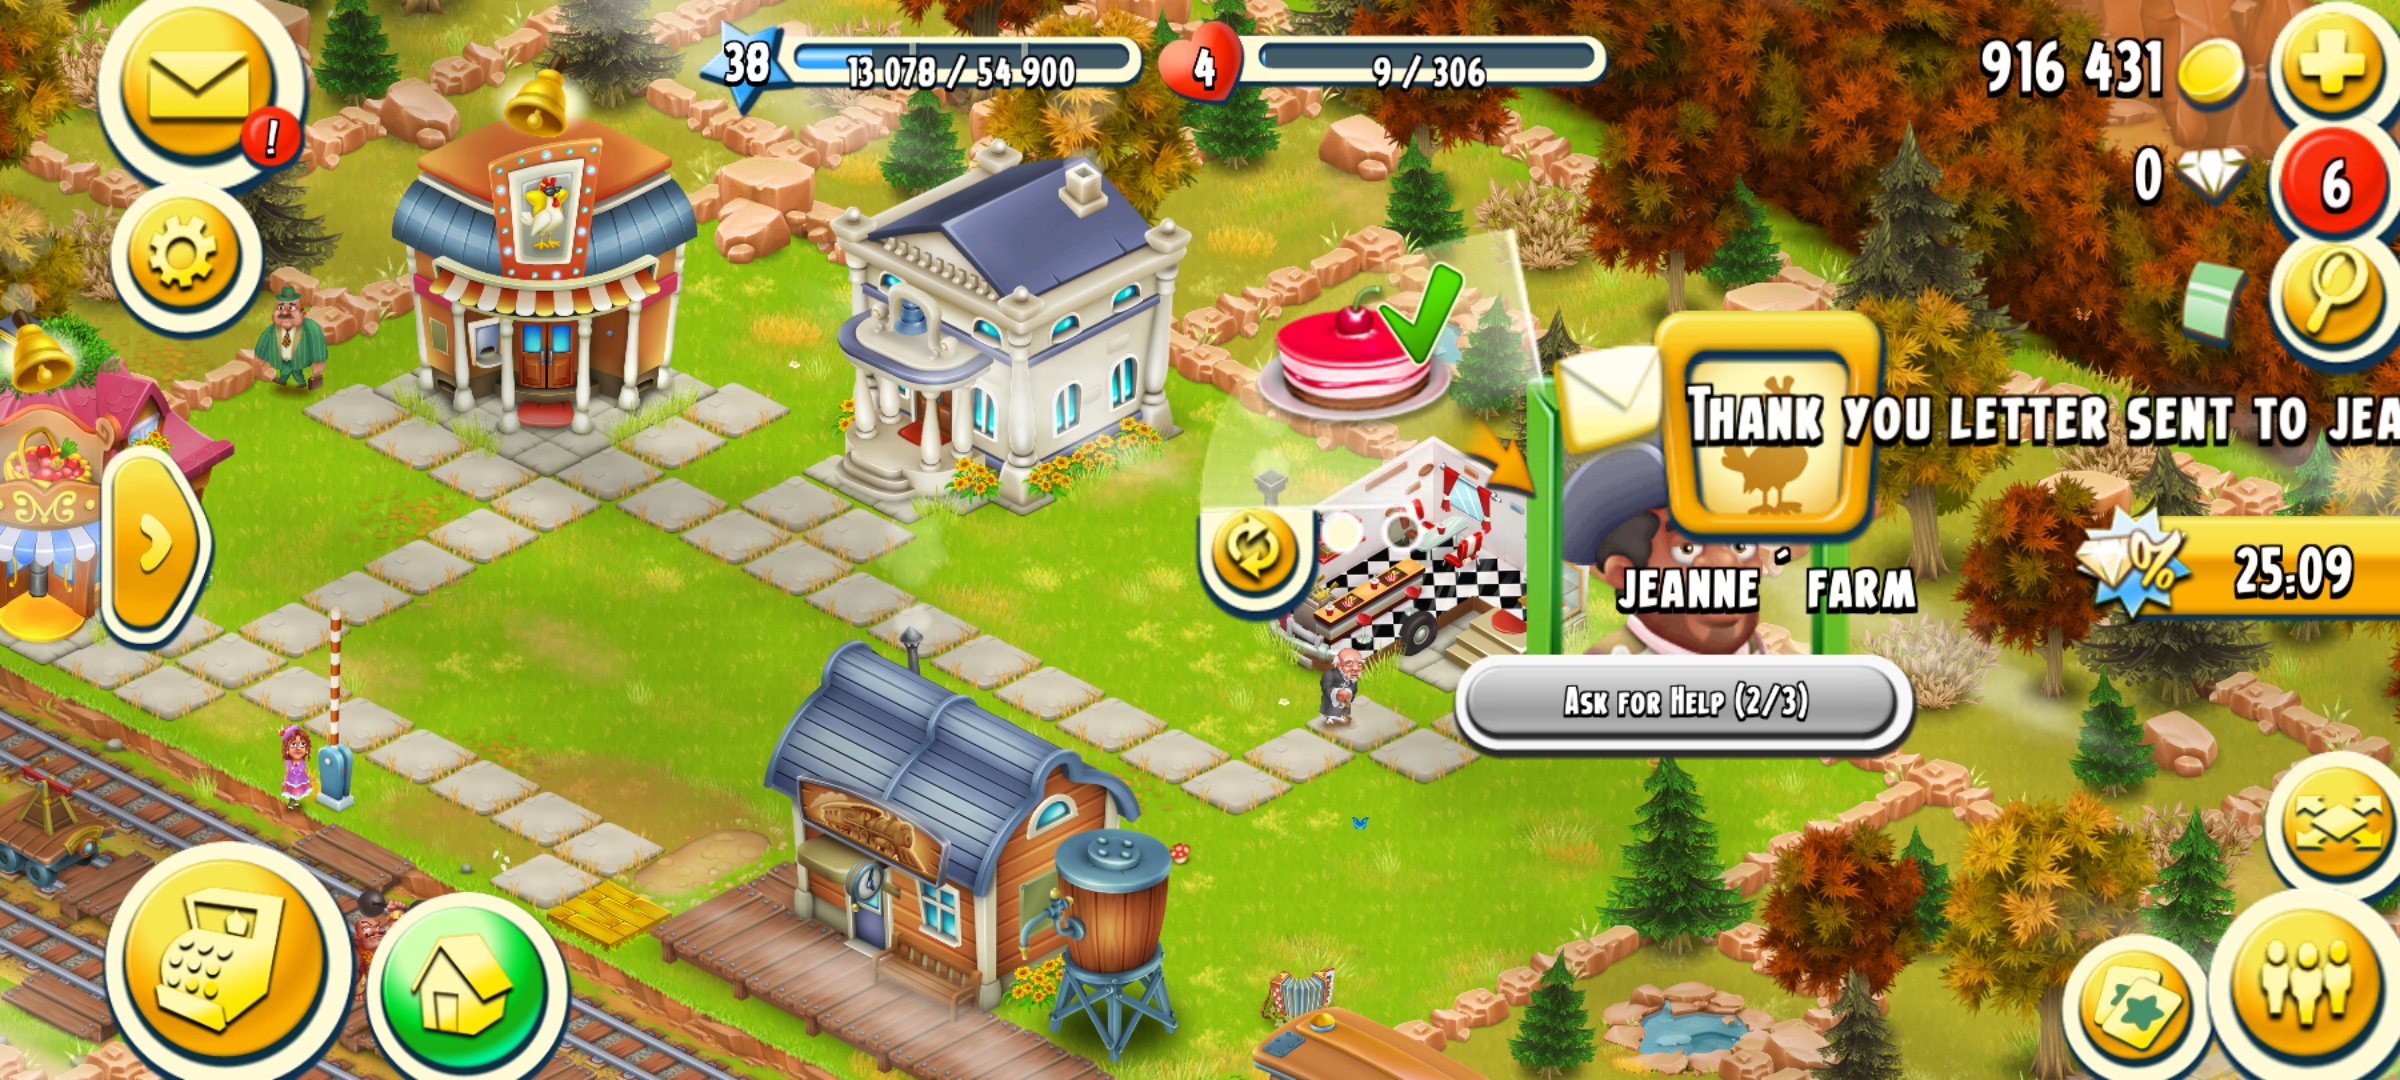 38
13 078 / 54 900
4
9 / 306
916 431
0
6
!
THANK YOU LETTER SENT TO JEA
JEANNE FARM
%
25:09
ASK FOR HELP (2/3)